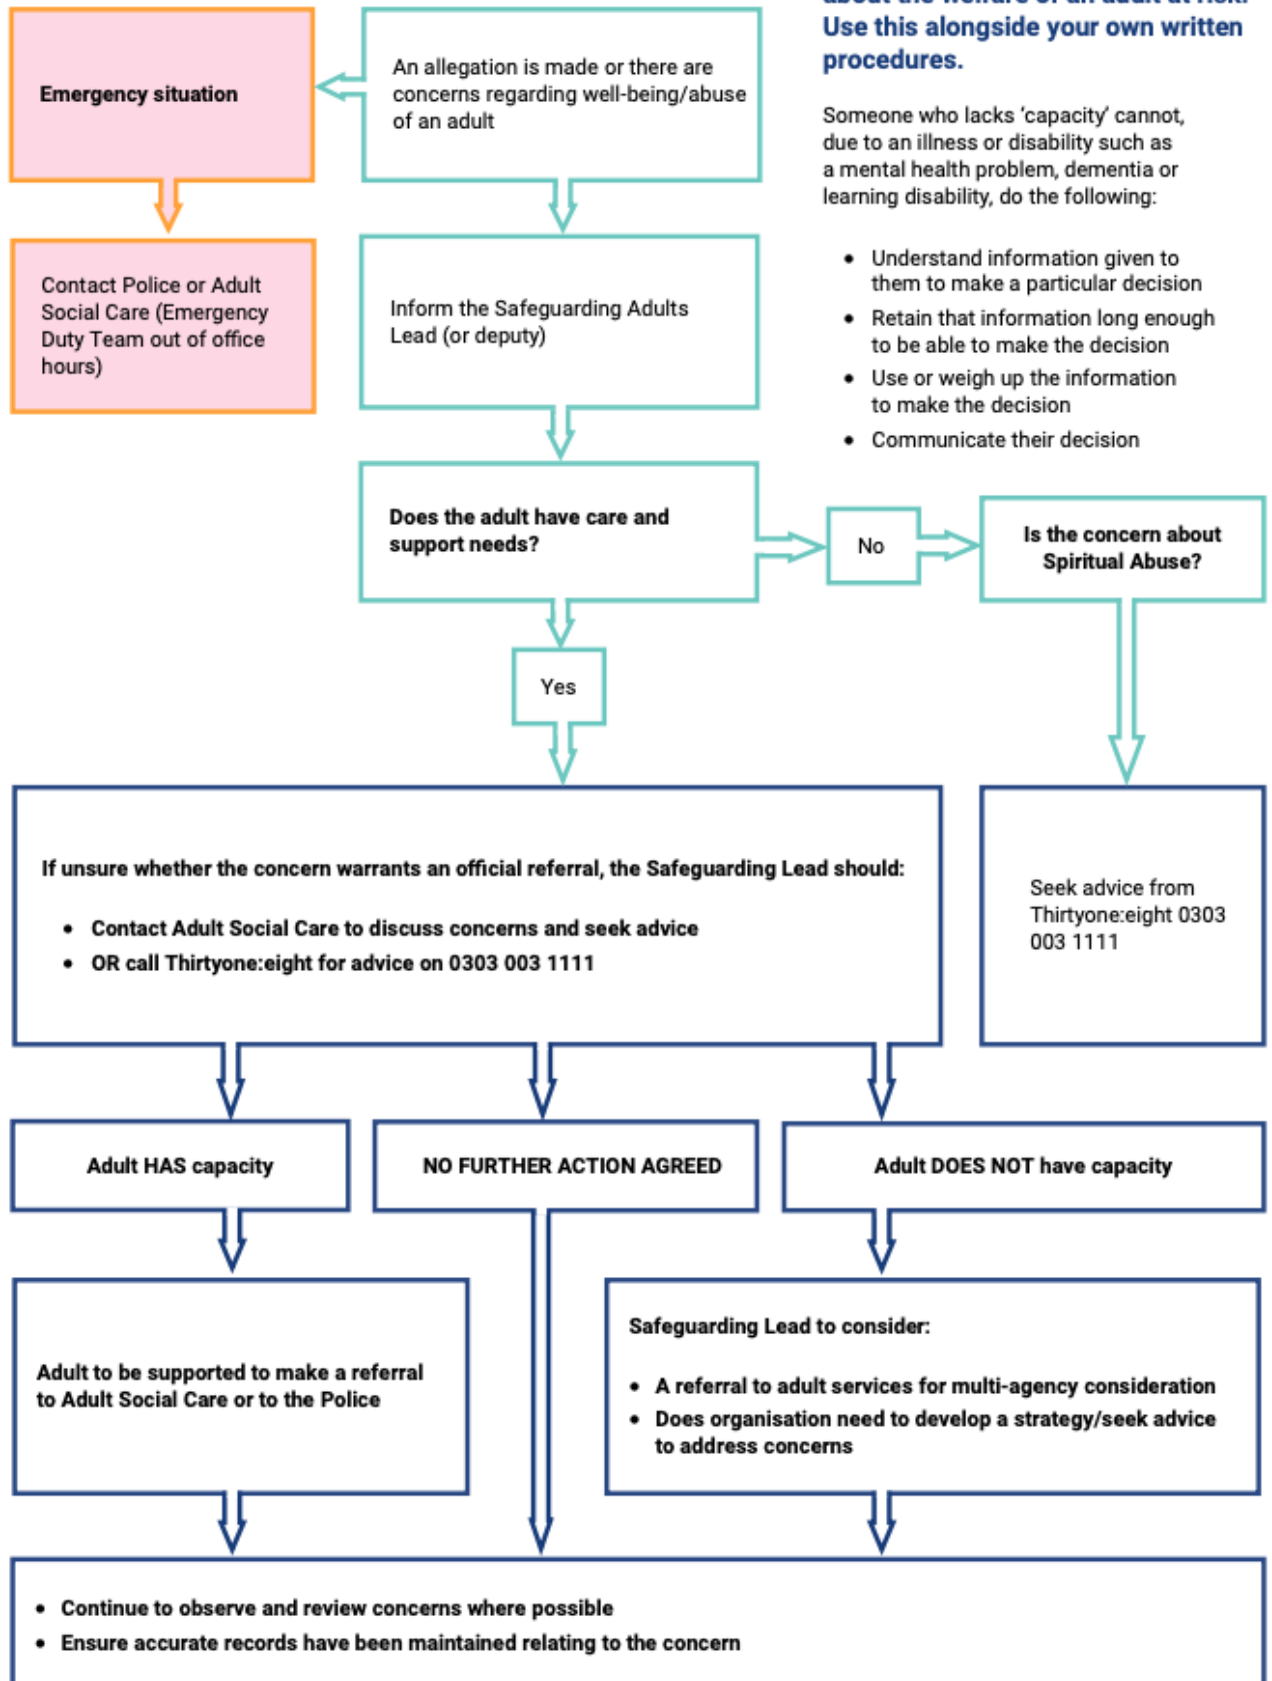 about the welfare of an adult at risk.
Use this alongside your own written
procedures.
Someone who lacks ‘capacity’ cannot,
due to an illness or disability such as
a mental health problem, dementia or
learning disability, do the following:
• Understand information given to
them to make a particular decision
• Retain that information long enough
to be able to make the decision
• Use or weigh up the information
to make the decision
• Communicate their decision
Emergency situation
An allegation is made or there are
concerns regarding well-being/abuse
of an adult
Contact Police or Adult
Social Care (Emergency
Duty Team out of office
hours)
Inform the Safeguarding Adults
Lead (or deputy)
Does the adult have care and
support needs?
No
Is the concern about
Spiritual Abuse?
Yes
If unsure whether the concern warrants an official referral, the Safeguarding Lead should:
• Contact Adult Social Care to discuss concerns and seek advice
• OR call Thirtyone:eight for advice on 0303 003 1111
Seek advice from
Thirtyone:eight 0303
003 1111
Adult HAS capacity
NO FURTHER ACTION AGREED
Adult DOES NOT have capacity
Adult to be supported to make a referral
to Adult Social Care or to the Police
Safeguarding Lead to consider:
• A referral to adult services for multi-agency consideration
• Does organisation need to develop a strategy/seek advice
to address concerns
• Continue to observe and review concerns where possible
• Ensure accurate records have been maintained relating to the concern